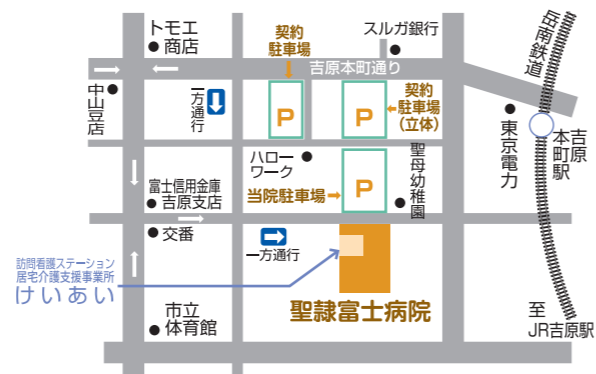 トモエ
商店
契約
駐車場
スルガ銀行
岳南鉄道
吉原本町通り
中山豆店
一方
通行
P
P
契約
駐車場
(立体)
東京電力
吉原
本町駅
ハロー
ワーク
聖母幼稚園
P
当院駐車場
富士信用金庫
吉原支店
交番
一方通行
訪問看護ステーション
居宅介護支援事業所
けいあい
聖隷富士病院
市立
体育館
至
JR吉原駅